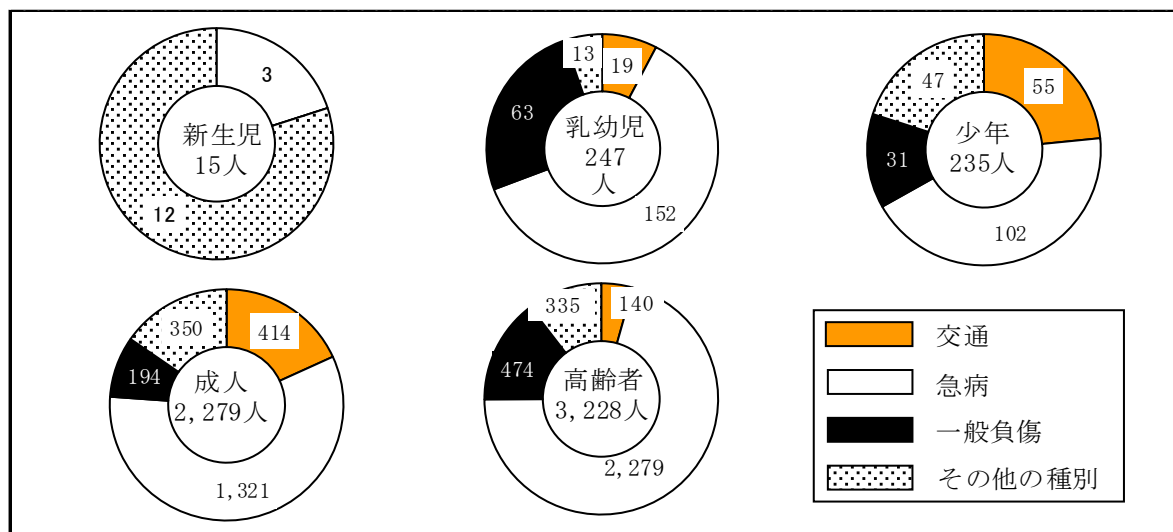 3
新生児
15人
12
13
19
63
乳幼児
247
人
152
47
55
31
少年
235人
102
350
414
194
成人
2,279人
1,321
335
140
474
高齢者
3,228人
2,279
交通
急病
一般負傷
その他の種別